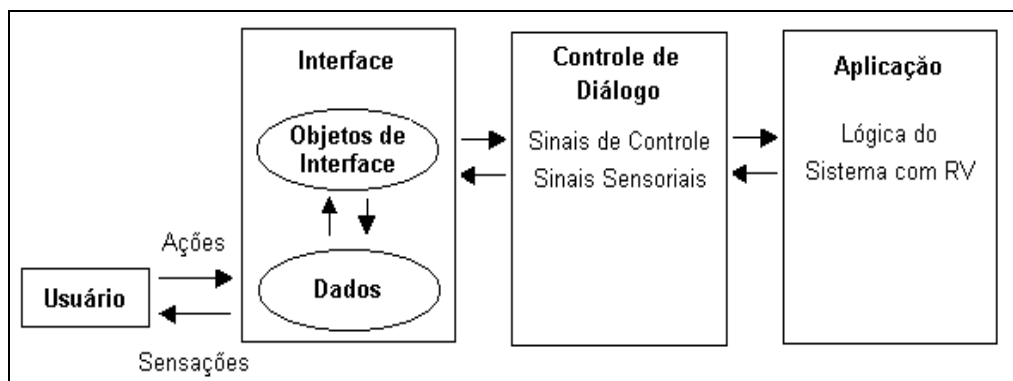 Interface
Objetos de
Interface
Dados
Ações
Usuário
Sensações
Controle de
Diálogo
Sinais de Controle
Sinais Sensoriais
Aplicação
Lógica do
Sistema com RV